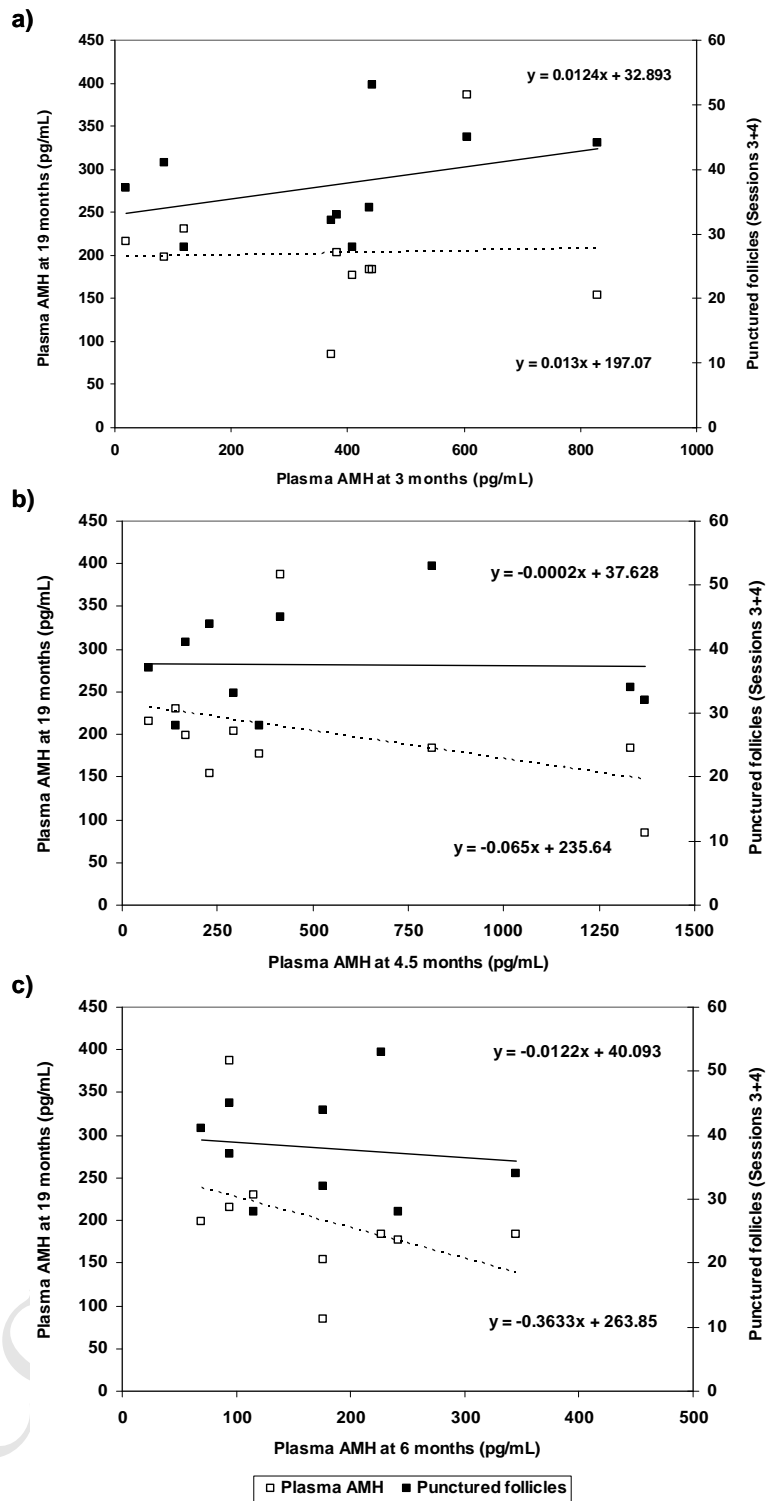 a)
450
400
350
300
250
200
150
100
50
0
Plasma AMH at 19 months (pg/mL)
y = 0.0124x + 32.893
y = 0.013x + 197.07
60
50
40
30
20
10
0
Punctured follicles (Sessions 3+4)
0 200 400 600 800 1000
Plasma AMH at 3 months (pg/mL)
b)
450
400
350
300
250
200
150
100
50
0
Plasma AMH at 19 months (pg/mL)
y = -0.0002x + 37.628
y = -0.065x + 235.64
60
50
40
30
20
10
0
Punctured follicles (Sessions 3+4)
0 250 500 750 1000 1250 1500
Plasma AMH at 4.5 months (pg/mL)
c)
450
400
350
300
250
200
150
100
50
0
Plasma AMH at 19 months (pg/mL)
y = -0.0122x + 40.093
y = -0.3633x + 263.85
60
50
40
30
20
10
0
Punctured follicles (Sessions 3+4)
0 100 200 300 400 500
Plasma AMH at 6 months (pg/mL)
Plasma AMH Punctured follicles